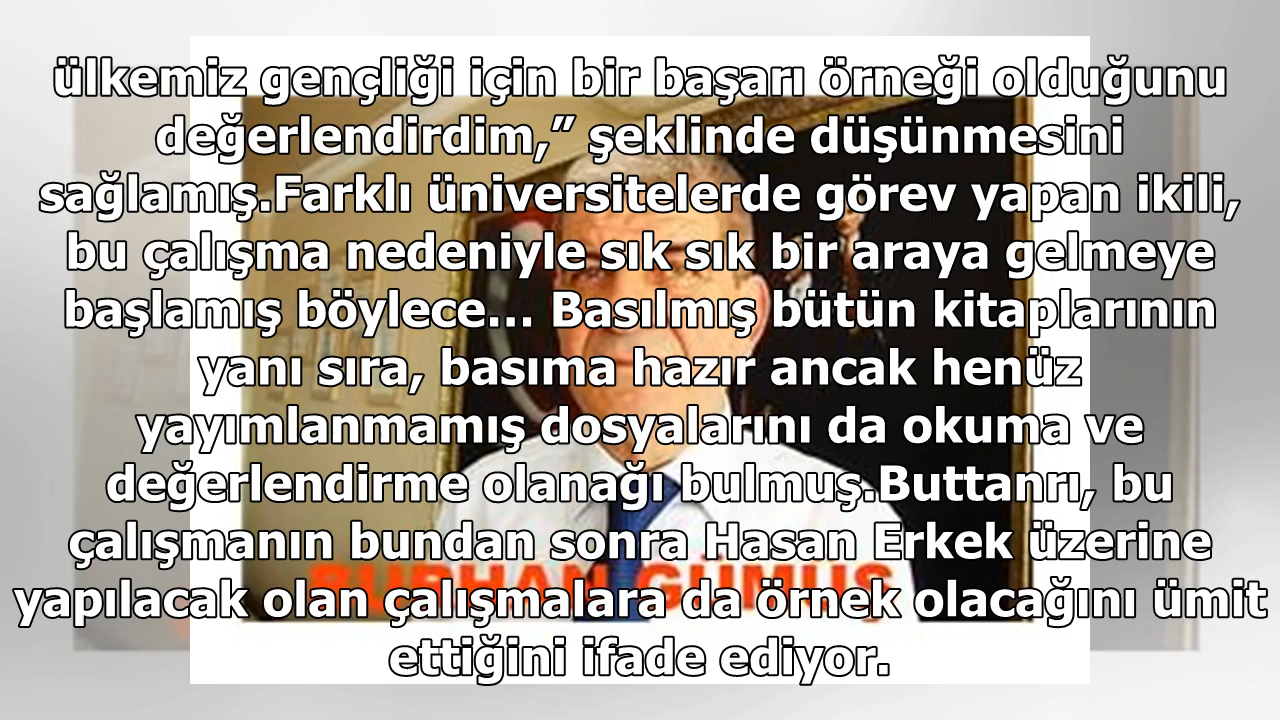 ülkemiz gençliği için bir başarı örneği olduğunu
değerlendirdim,” şeklinde düşünmesini
sağlamış.Farklı üniversitelerde görev yapan ikili,
bu çalışma nedeniyle sık sık bir araya gelmeye
başlamış böylece... Basılmış bütün kitaplarının
yanı sıra, basıma hazır ancak henüz
yayımlanmamış dosyalarını da okuma ve
değerlendirme olanağı bulmuş.Buttanrı, bu
çalışmanın bundan sonra Hasan Erkek üzerine
BURHAN GÜMÜŞ
yapılacak olan çalışmalara da örnek olacağını ümit
ettiğini ifade ediyor.